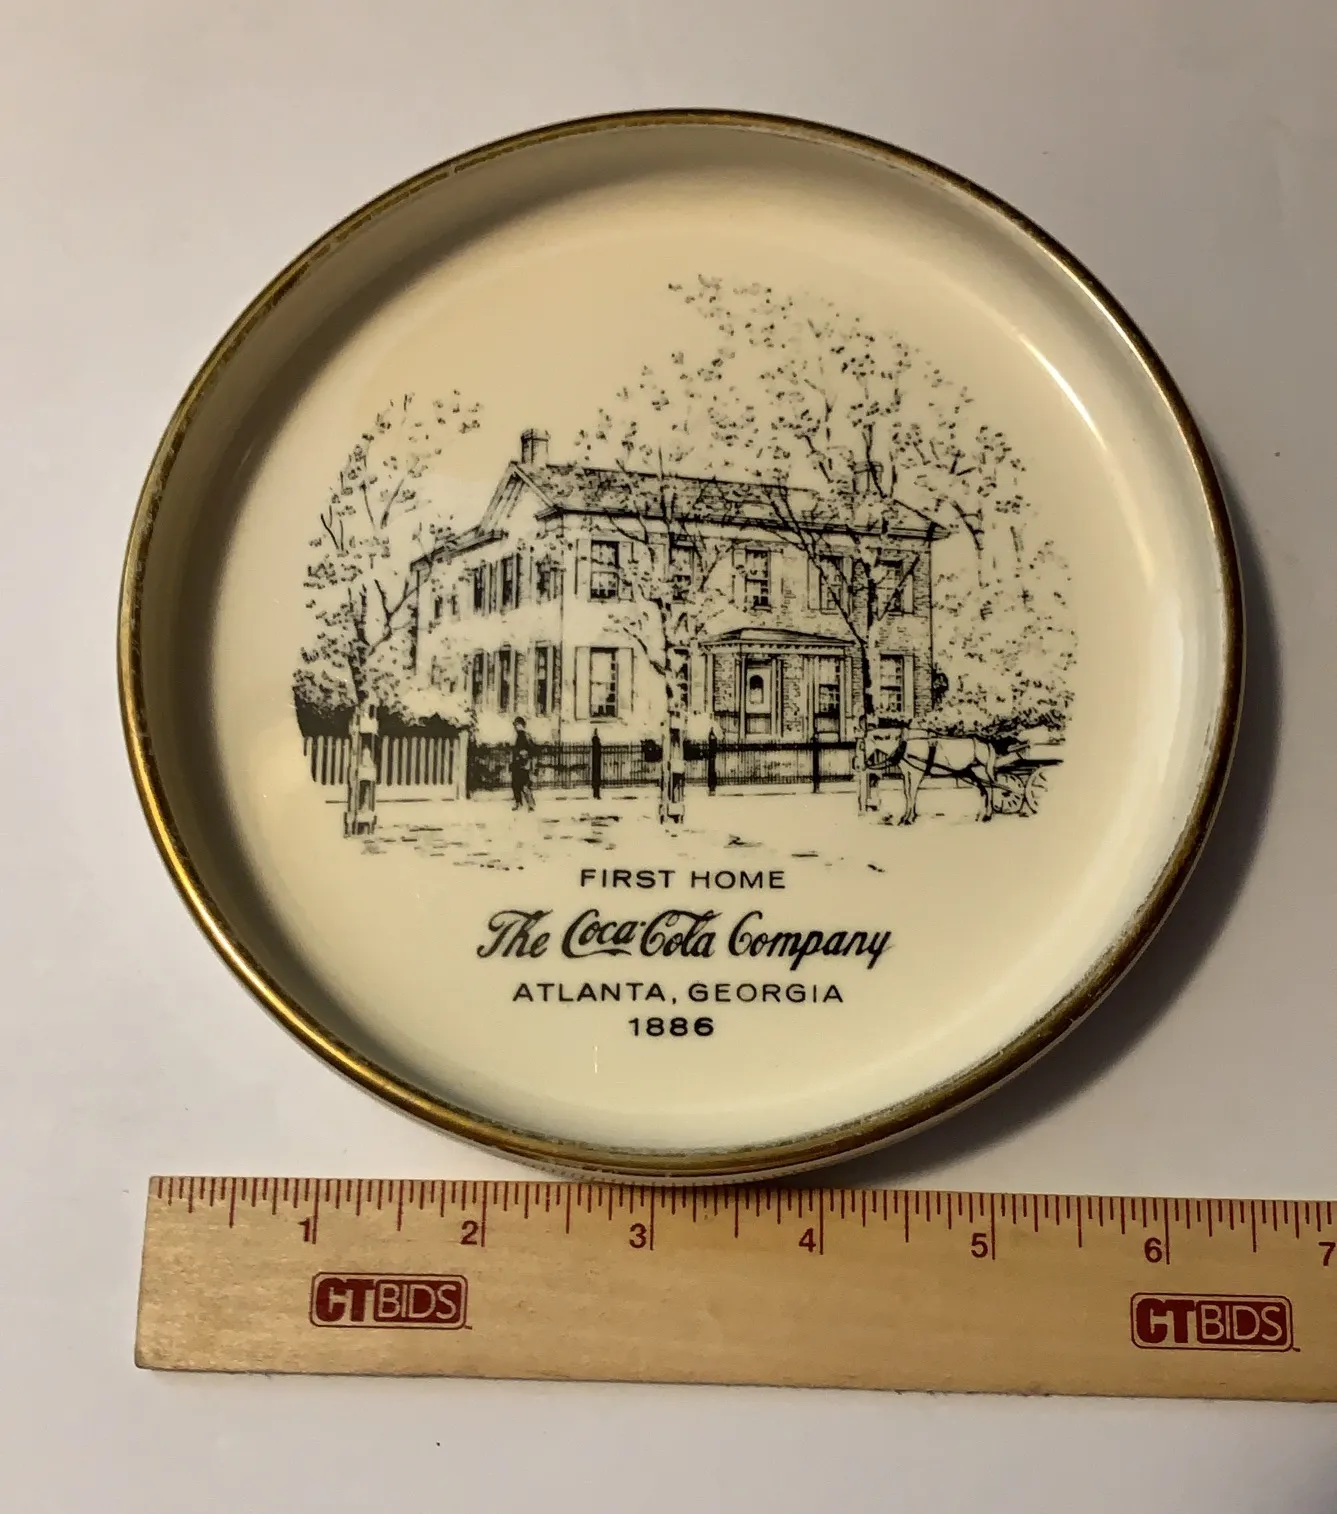 FIRST HOME
The Coca-Cola Company
ATLANTA, GEORGIA
1886
1 2 3 4 5 6 7
CTBIDS CTBIDS